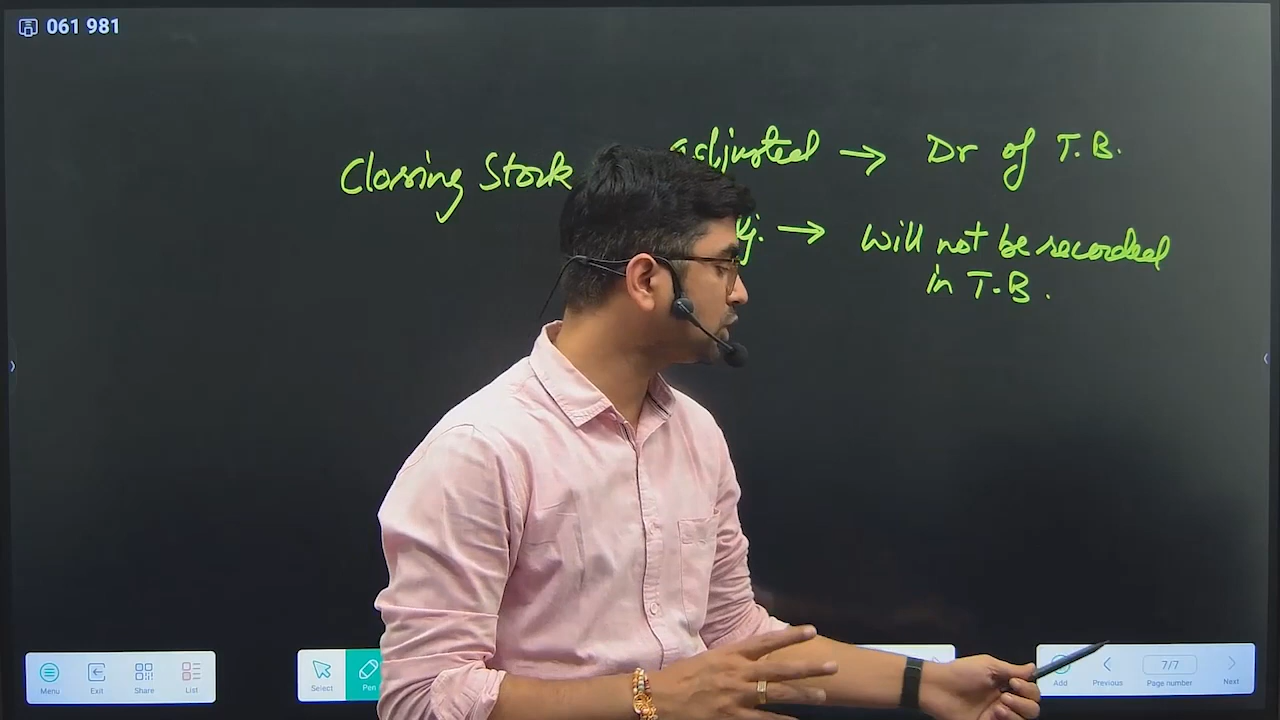 061 981
Closing Stock
adjusted → Dr of T.B.
dj. → will not be recorded
in T.B.
Menu Exit Share List
Select Pen
Add Previous 7/7 Page number Next